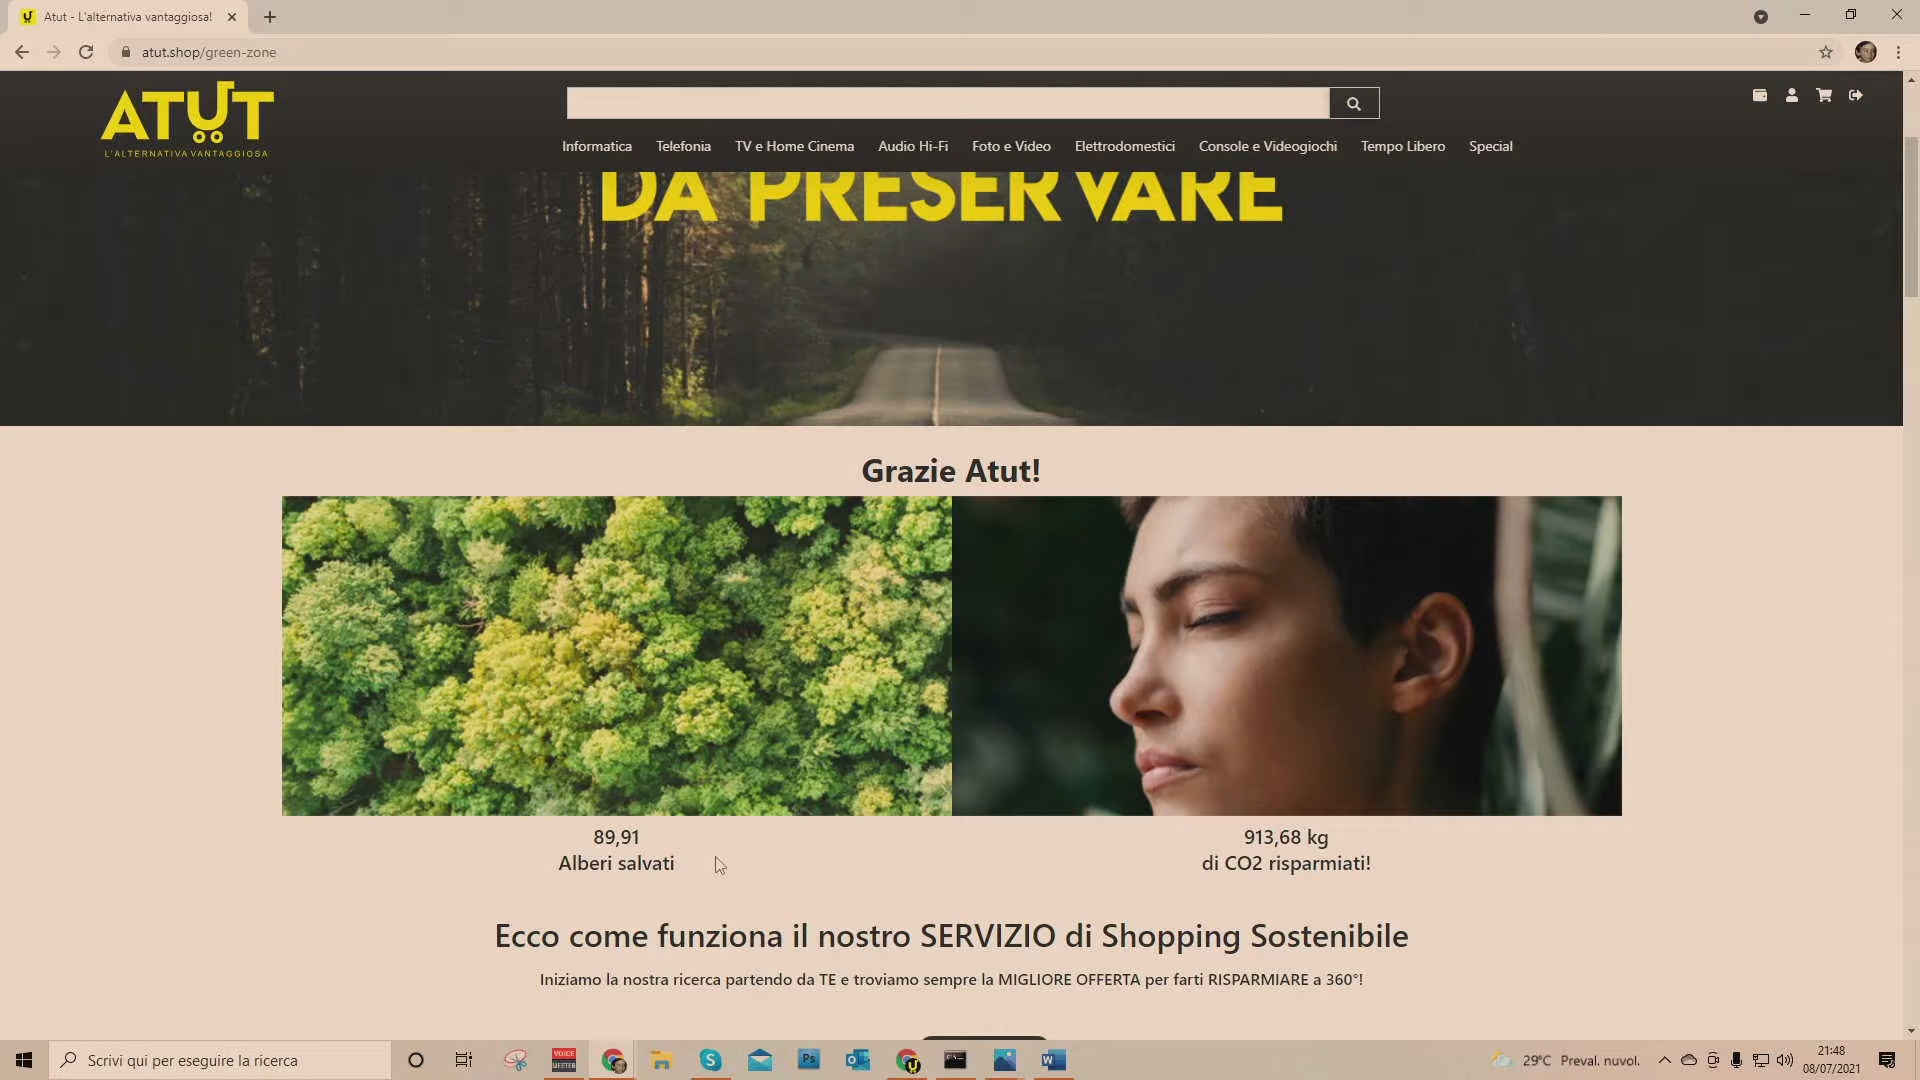 Atut - L'alternativa vantaggiosa!
atut.shop/green-zone
ATUT
L'ALTERNATIVA VANTAGGIOSA
Informatica Telefonia TV e Home Cinema Audio Hi-Fi Foto e Video Elettrodomestici Console e Videogiochi Tempo Libero Special
DA PRESERVARE
Grazie Atut!
89,91
Alberi salvati
913,68 kg
di CO2 risparmiati!
Ecco come funziona il nostro SERVIZIO di Shopping Sostenibile
Iniziamo la nostra ricerca partendo da TE e troviamo sempre la MIGLIORE OFFERTA per farti RISPARMIARE a 360°!
Scrivi qui per eseguire la ricerca
VOICE
Ps
29°C Preval. nuvol.
21:48
08/07/2021